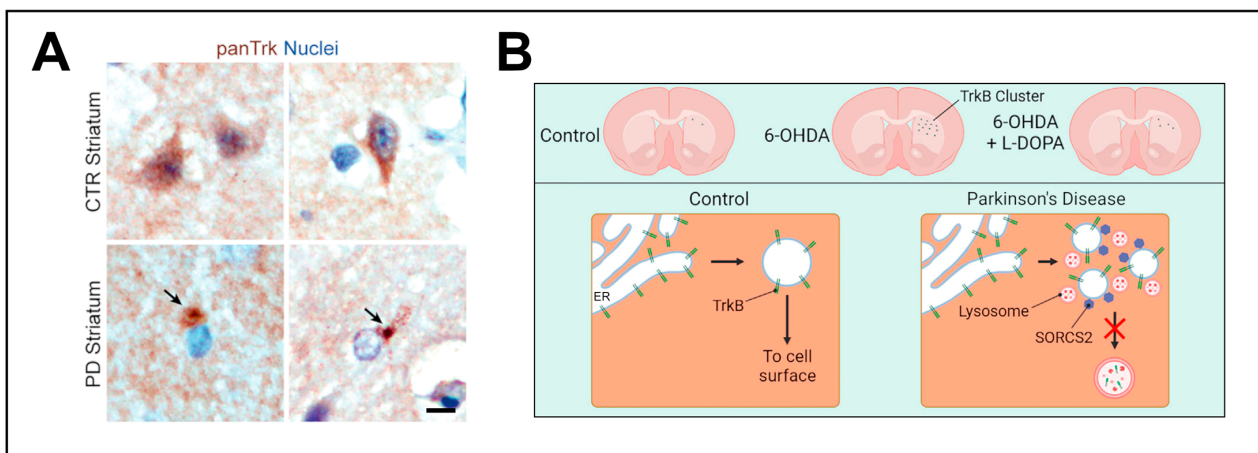 A
panTrk Nuclei
CTR Striatum
PD Striatum
B
Control
6-OHDA
TrkB Cluster
6-OHDA
+ L-DOPA
Control
ER
TrkB
To cell
surface
Parkinson's Disease
Lysosome
SORCS2